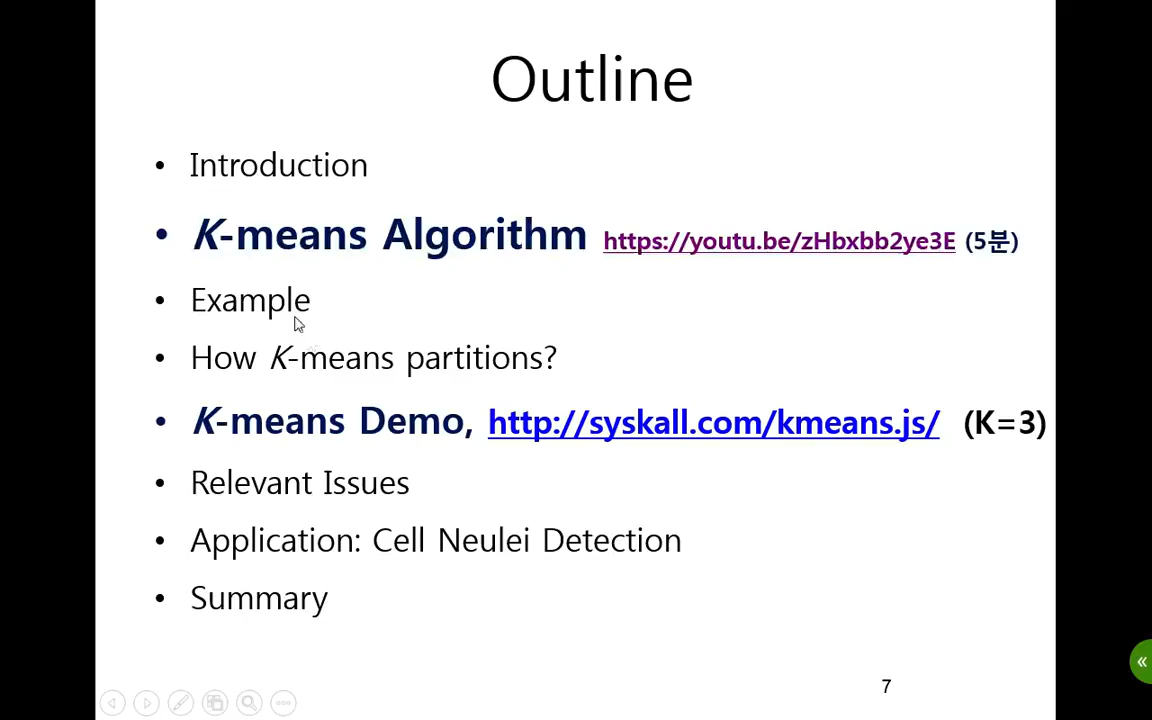 Outline
• Introduction
• K-means Algorithm https://youtu.be/zHbxbb2ye3E (5분)
• Example
• How K-means partitions?
• K-means Demo, http://syskall.com/kmeans.js/ (K=3)
• Relevant Issues
• Application: Cell Neulei Detection
• Summary
7